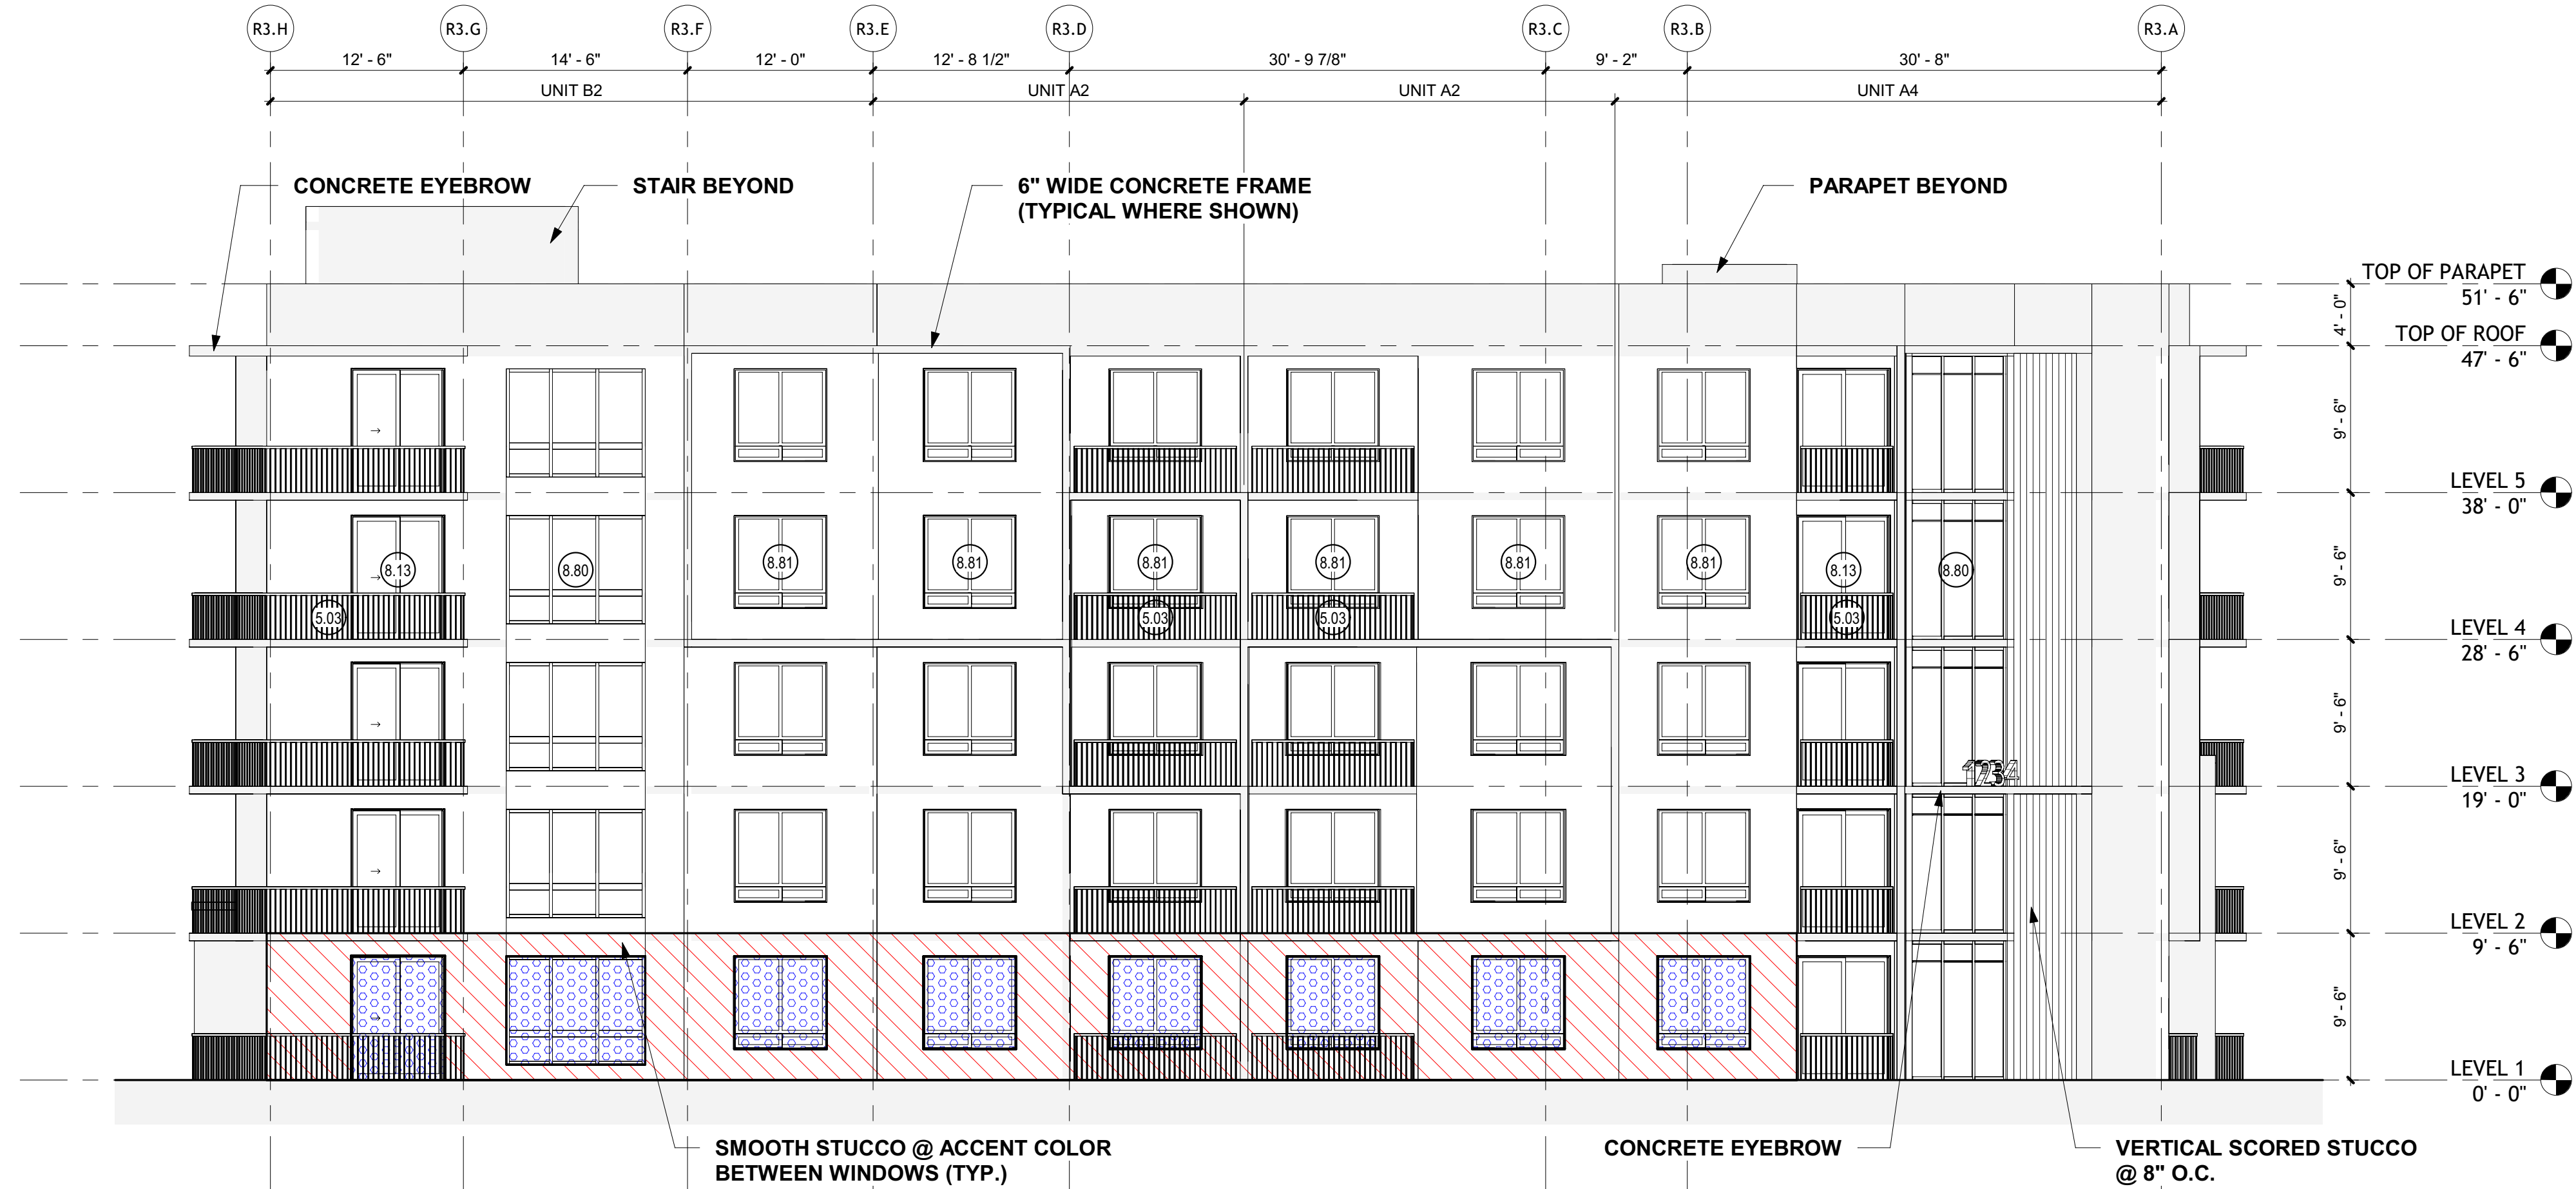 R3.H R3.G R3.F R3.E R3.D R3.C R3.B R3.A
12' - 6" 14' - 6" 12' - 0" 12' - 8 1/2" 30' - 9 7/8" 9' - 2" 30' - 8"
UNIT B2 UNIT A2 UNIT A2 UNIT A4
CONCRETE EYEBROW
STAIR BEYOND
6" WIDE CONCRETE FRAME
(TYPICAL WHERE SHOWN)
PARAPET BEYOND
TOP OF PARAPET
51' - 6"
4' - 0"
TOP OF ROOF
47' - 6"
9' - 6"
LEVEL 5
38' - 0"
8.13 8.80 8.81 8.81 8.81 8.81 8.81 8.81 8.13 8.80
9' - 6"
5.03 5.03 5.03 5.03
LEVEL 4
28' - 6"
9' - 6"
1234
LEVEL 3
19' - 0"
9' - 6"
LEVEL 2
9' - 6"
9' - 6"
LEVEL 1
0' - 0"
SMOOTH STUCCO @ ACCENT COLOR
BETWEEN WINDOWS (TYP.)
CONCRETE EYEBROW
VERTICAL SCORED STUCCO
@ 8" O.C.